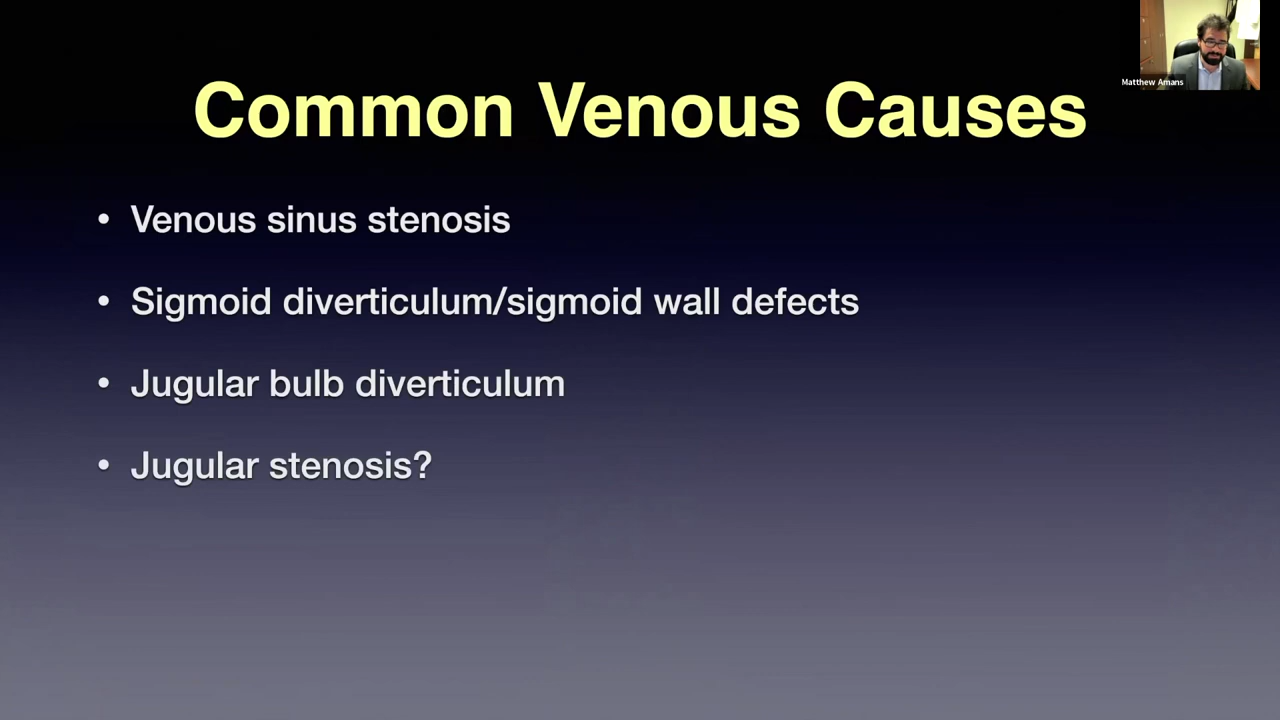 Matthew Amans
Common Venous Causes
• Venous sinus stenosis
• Sigmoid diverticulum/sigmoid wall defects
• Jugular bulb diverticulum
• Jugular stenosis?